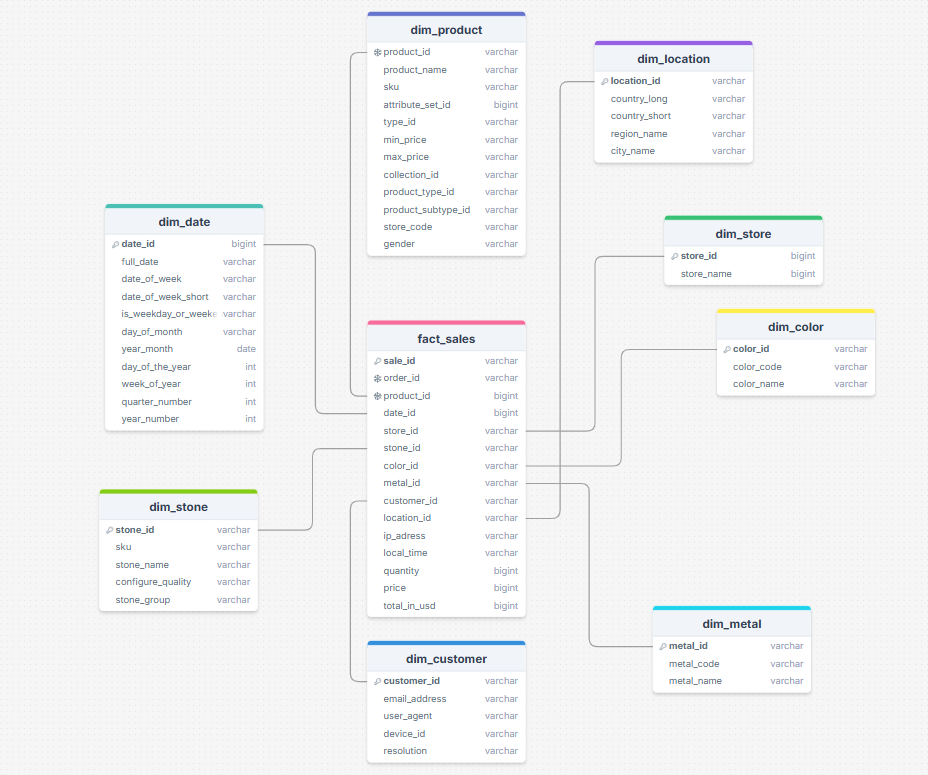 dim_product
product_id varchar
product_name varchar
sku varchar
attribute_set_id bigint
type_id varchar
min_price varchar
max_price varchar
collection_id varchar
product_type_id varchar
product_subtype_id varchar
store_code varchar
gender varchar
dim_location
location_id varchar
country_long varchar
country_short varchar
region_name varchar
city_name varchar
dim_date
date_id bigint
full_date varchar
date_of_week varchar
date_of_week_short varchar
is_weekday_or_weeke varchar
day_of_month varchar
year_month date
day_of_the_year int
week_of_year int
quarter_number int
year_number int
dim_store
store_id bigint
store_name bigint
dim_color
color_id varchar
color_code varchar
color_name varchar
fact_sales
sale_id varchar
order_id varchar
product_id bigint
date_id bigint
store_id varchar
stone_id varchar
color_id varchar
metal_id varchar
customer_id varchar
location_id varchar
ip_adress varchar
local_time varchar
quantity bigint
price bigint
total_in_usd bigint
dim_stone
stone_id varchar
sku varchar
stone_name varchar
configure_quality varchar
stone_group varchar
dim_metal
metal_id varchar
metal_code varchar
metal_name varchar
dim_customer
customer_id varchar
email_address varchar
user_agent varchar
device_id varchar
resolution varchar